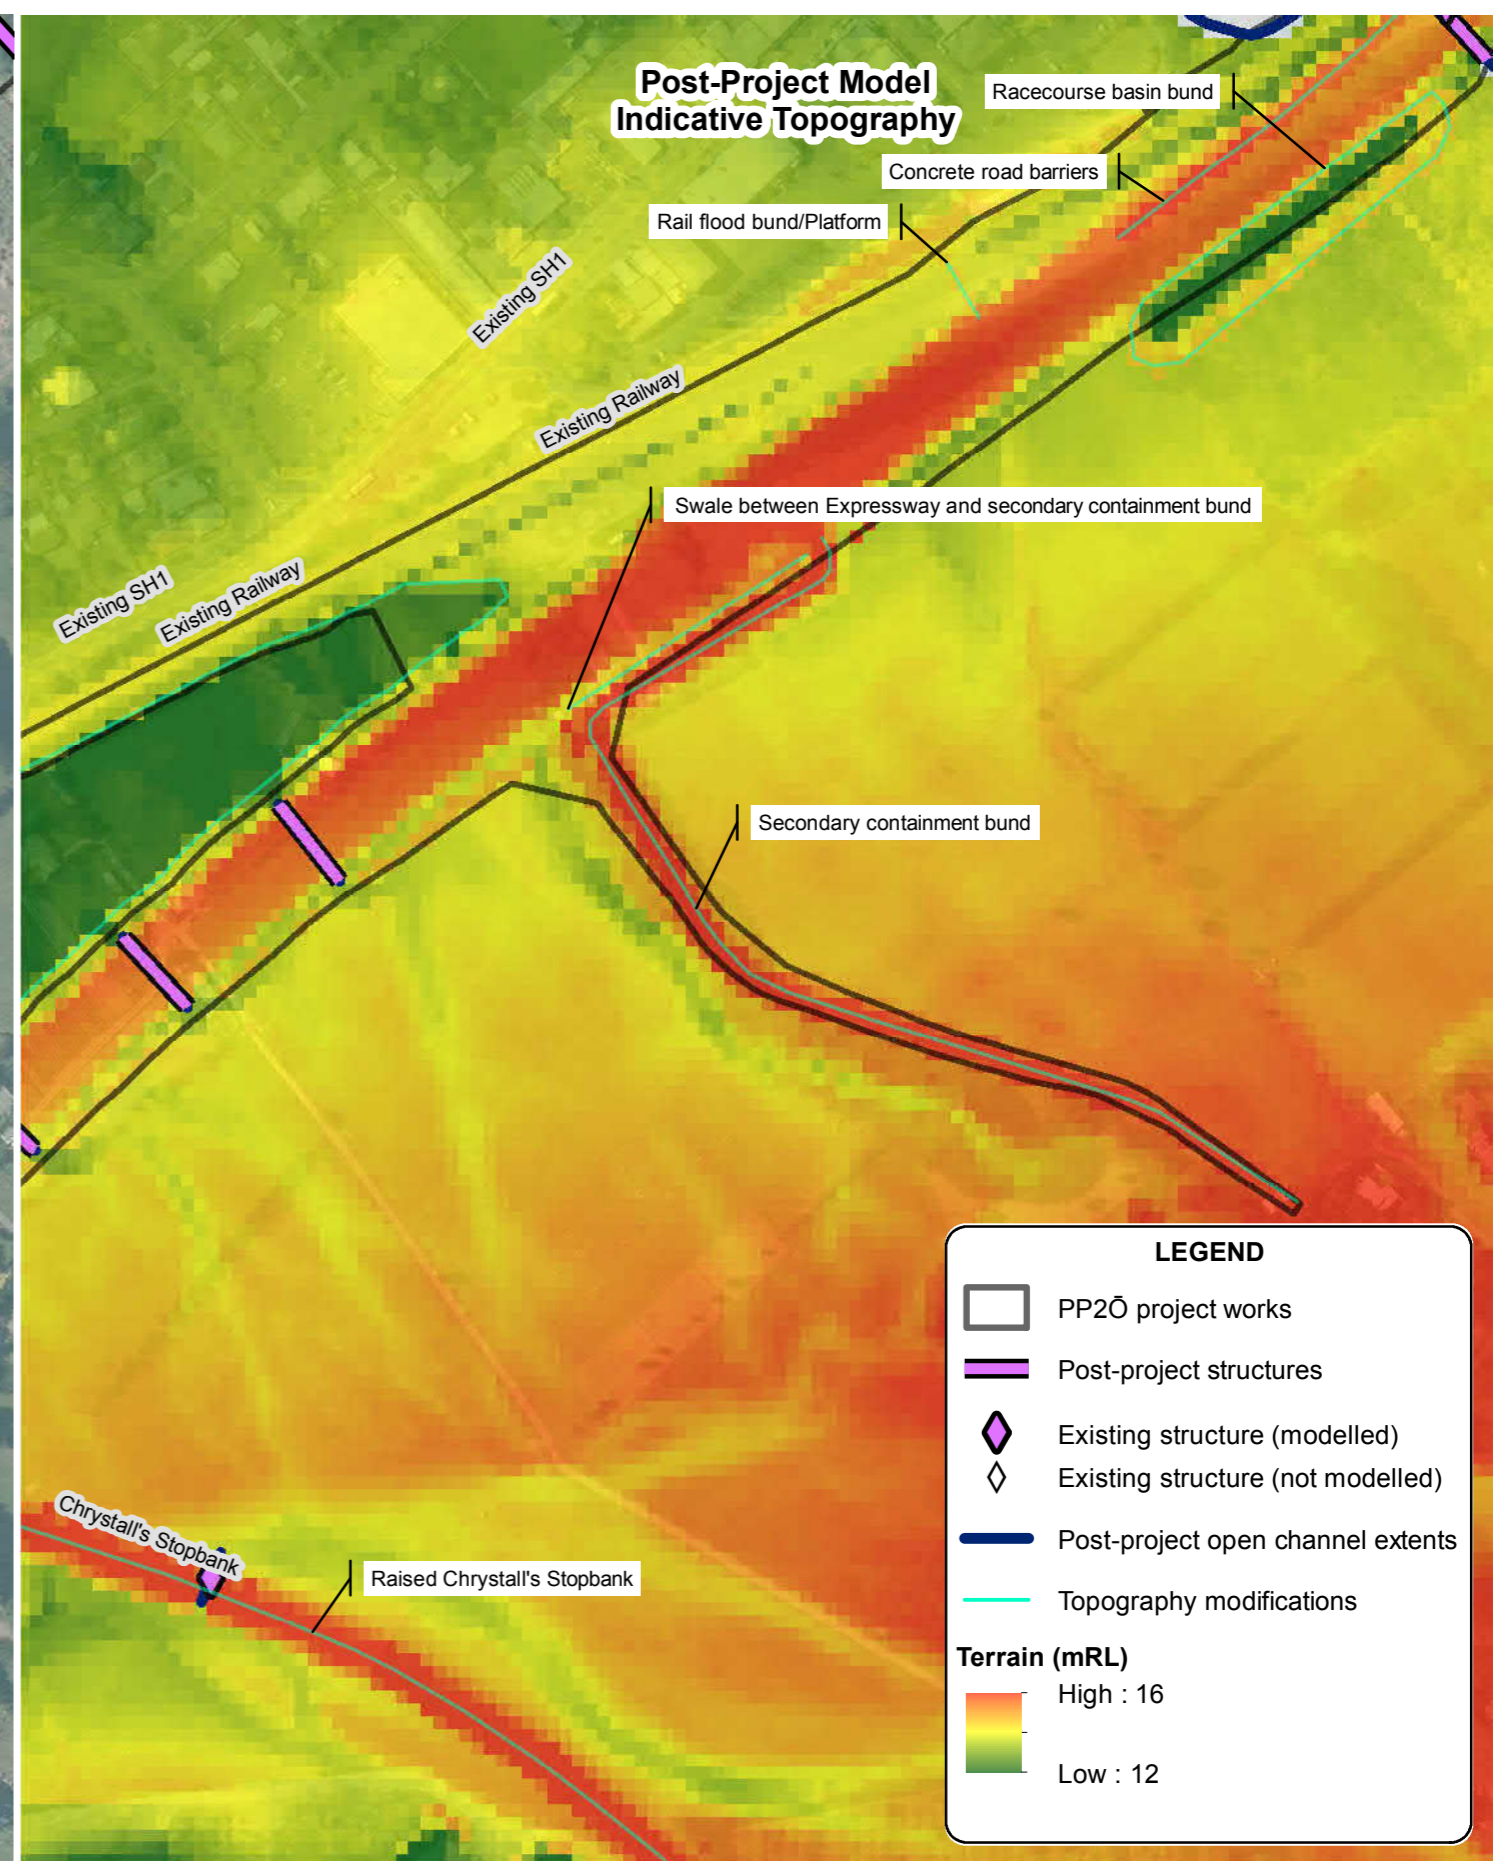 Post-Project Model
Indicative Topography
Racecourse basin bund
Concrete road barriers
Rail flood bund/Platform
Existing SH1
Existing Railway
Swale between Expressway and secondary containment bund
Existing SH1
Existing Railway
Secondary containment bund
Chrystall's Stopbank
Raised Chrystall's Stopbank
LEGEND
PP2Ō project works
Post-project structures
Existing structure (modelled)
Existing structure (not modelled)
Post-project open channel extents
Topography modifications
Terrain (mRL)
High : 16
Low : 12